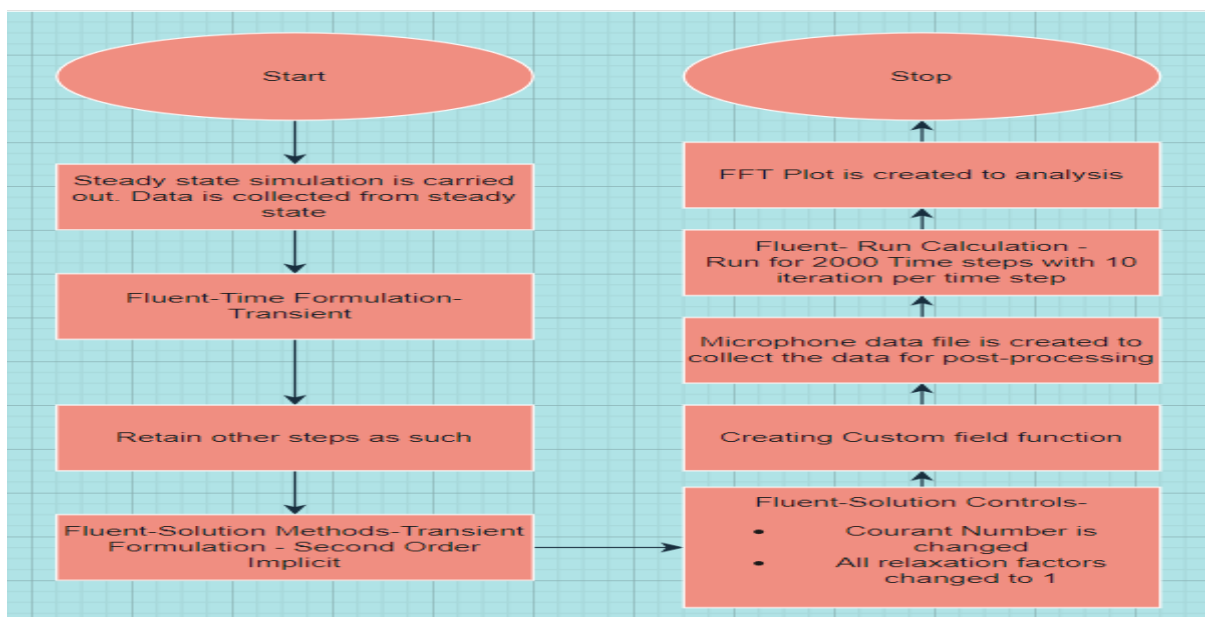 Start
Steady state simulation is carried
out. Data is collected from steady
state
Fluent-Time Formulation-
Transient
Retain other steps as such
Fluent-Solution Methods-Transient
Formulation - Second Order
Implicit
Fluent-Solution Controls-
• Courant Number is
changed
• All relaxation factors
changed to 1
Creating Custom field function
Microphone data file is created to
collect the data for post-processing
Fluent- Run Calculation -
Run for 2000 Time steps with 10
iteration per time step
FFT Plot is created to analysis
Stop